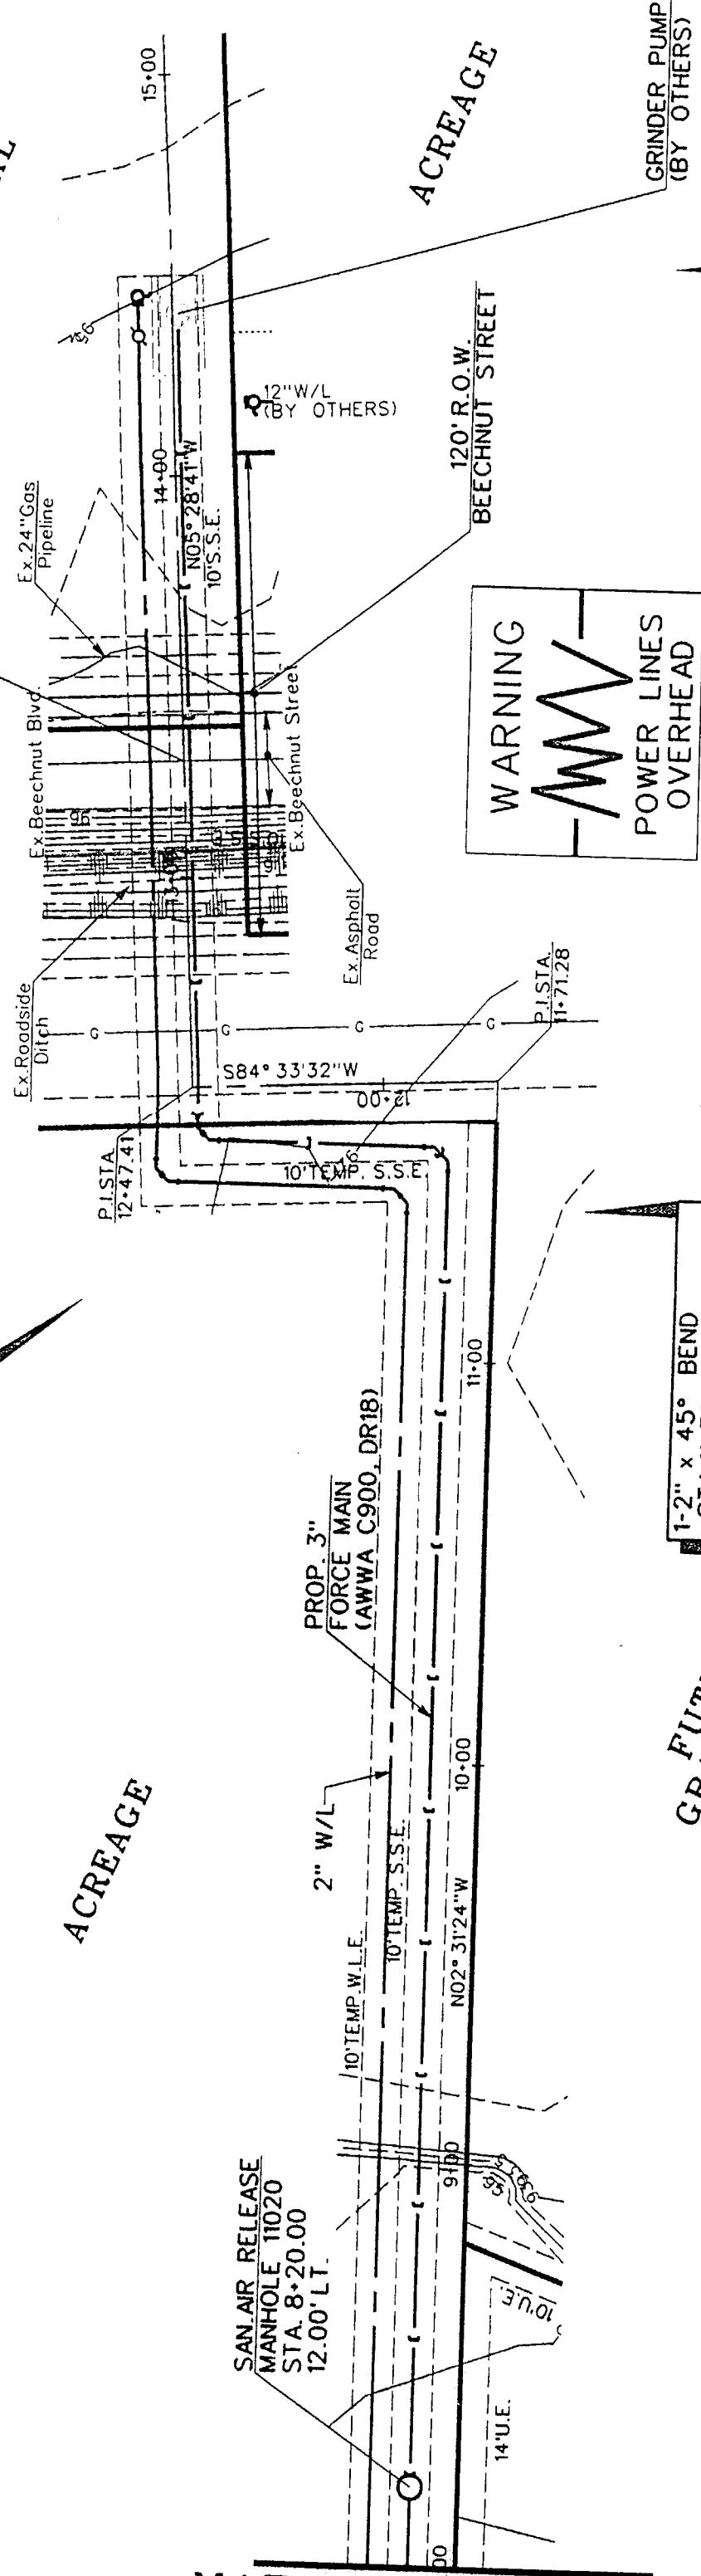 15+00
ACREAGE
GRINDER PUMP
(BY OTHERS)
95
12"W/L
(BY OTHERS)
120' R.O.W.
BEECHNUT STREET
Ex.24"Gas
Pipeline
14+00
N05° 28'41"W
10'S.S.E.
Ex.Beechnut Blvd.
Ex.Beechnut Street
96
WARNING
POWER LINES
OVERHEAD
Ex.Roadside
Ditch
Ex.Asphalt
Road
G G G G
S84° 33'32"W
12+00
P.I.STA.
11+71.28
P.I.STA.
12+47.41
10'TEMP. S.S.E.
96
11+00
1-2" x 45° BEND
PROP. 3"
FORCE MAIN
(AWWA C900, DR18)
2" W/L
10+00
ACREAGE
10'TEMP.W.L.E.
10'TEMP. S.S.E.
N02° 31'24"W
9+00
SAN.AIR RELEASE
MANHOLE 11020
STA. 8+20.00
12.00' LT.
10'U.E.
14'U.E.
00